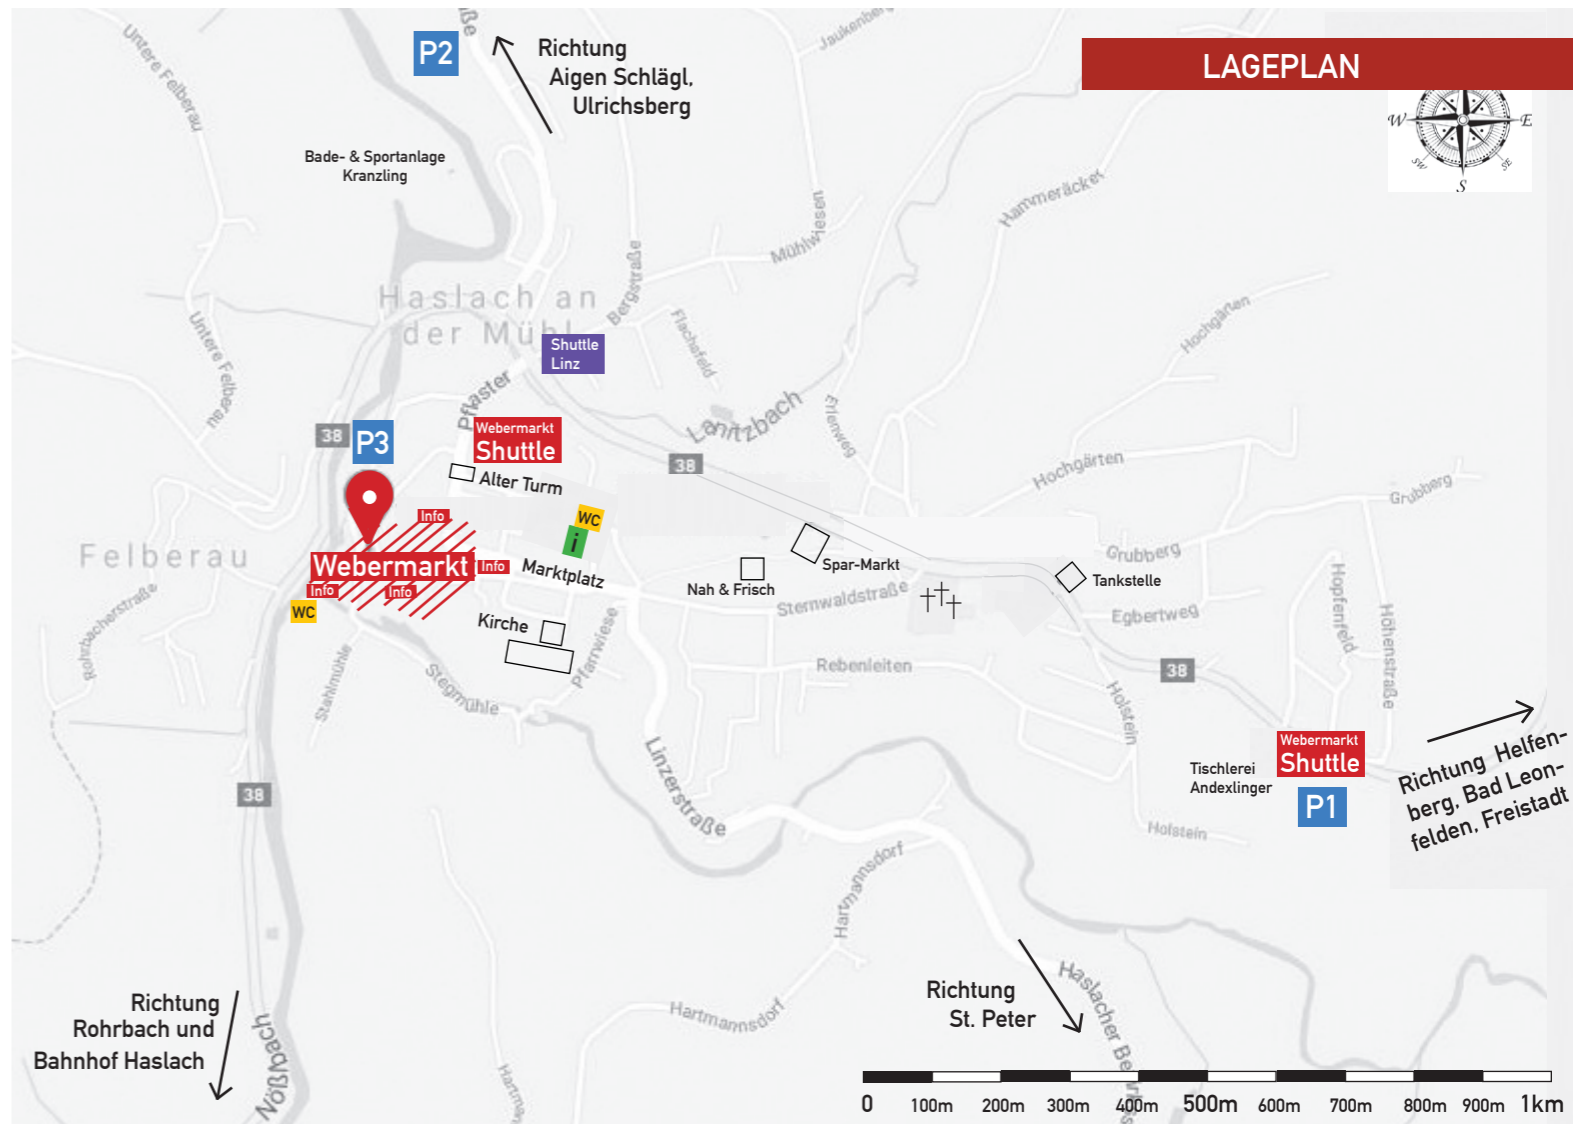 LAGEPLAN
W
E
SW
SE
S
P2
Richtung
Aigen Schlägl,
Ulrichsberg
Jaukenberg
Untere Felberau
Bade- & Sportanlage
Kranzling
Hammeräcker
Mühlwiesen
Bergstraße
Haslach an
der Mühl
Untere Felberau
Flachsfeld
Hochgärten
Shuttle
Linz
Pflaster
Lanitzbach
Erlenweg
38
P3
Webermarkt
Shuttle
38
Alter Turm
Hochgärten
Grubberg
Info
WC
i
Felberau
Webermarkt
Info
Marktplatz
Spar-Markt
Grubberg
Nah & Frisch
Tankstelle
Info
Info
WC
Sternwaldstraße
Egbertweg
Hopfenfeld
Höhenstraße
Rohrbacherstraße
Kirche
Pfarrwiese
Stahlmühle
Stegmühle
Rebenleiten
38
Holstein
Linzerstraße
Webermarkt
Shuttle
Tischlerei
Andexlinger
P1
Richtung Helfen-
berg, Bad Leon-
felden, Freistadt
38
Holstein
Hartmannsdorf
Richtung
Rohrbach und
Bahnhof Haslach
Nößlbach
Hartmannsdorf
Richtung
St. Peter
Haslacher
0 100m 200m 300m 400m 500m 600m 700m 800m 900m 1km